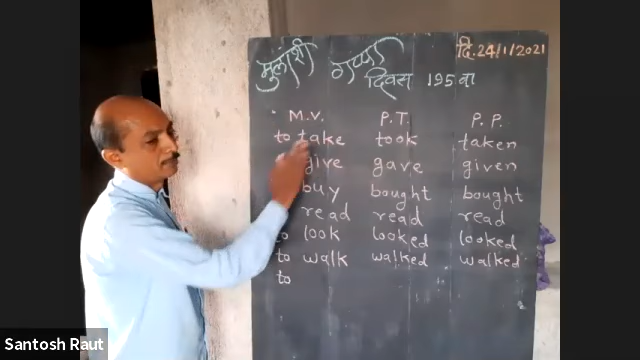 दि. 24/1/2021
मुलांशी गप्पा
दिवस 195 वा
M.V. P.T. P.P.
to take took taken
give gave given
buy bought bought
read read read
to look looked looked
to walk walked walked
to
Santosh Raut